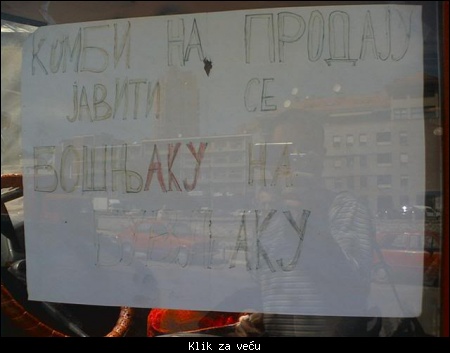 КОМБИ НА ПРОДАЈУ
ЈАВИТИ СЕ
БОШЊАКУ НА
Klik za veću